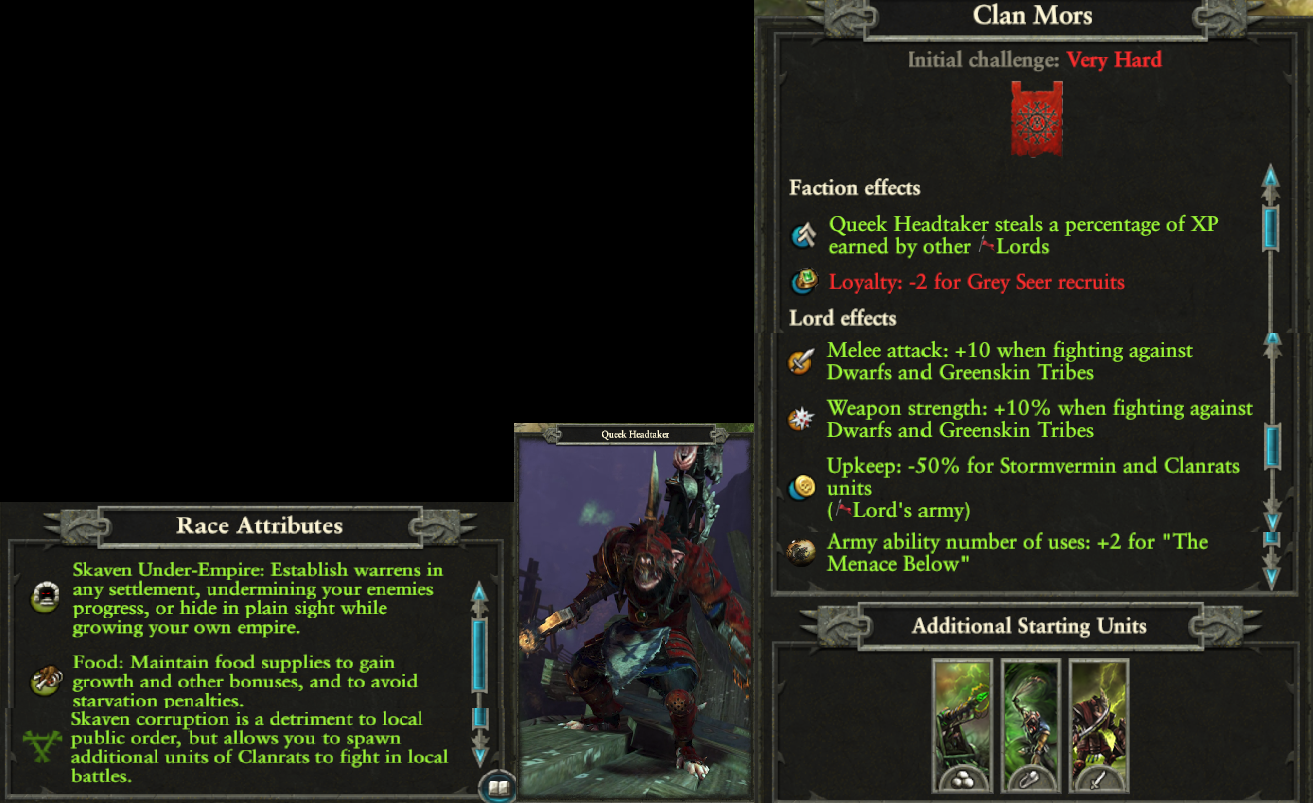 Clan Mors
Initial challenge: Very Hard
Faction effects
Queek Headtaker steals a percentage of XP
earned by other Lords
Loyalty: -2 for Grey Seer recruits
Lord effects
Melee attack: +10 when fighting against
Dwarfs and Greenskin Tribes
Weapon strength: +10% when fighting against
Dwarfs and Greenskin Tribes
Upkeep: -50% for Stormvermin and Clanrats
units
(Lord's army)
Army ability number of uses: +2 for "The
Menace Below"
Additional Starting Units
Queek Headtaker
Race Attributes
Skaven Under-Empire: Establish warrens in
any settlement, undermining your enemies
progress, or hide in plain sight while
growing your own empire.
Food: Maintain food supplies to gain
growth and other bonuses, and to avoid
starvation penalties.
Skaven corruption is a detriment to local
public order, but allows you to spawn
additional units of Clanrats to fight in local
battles.